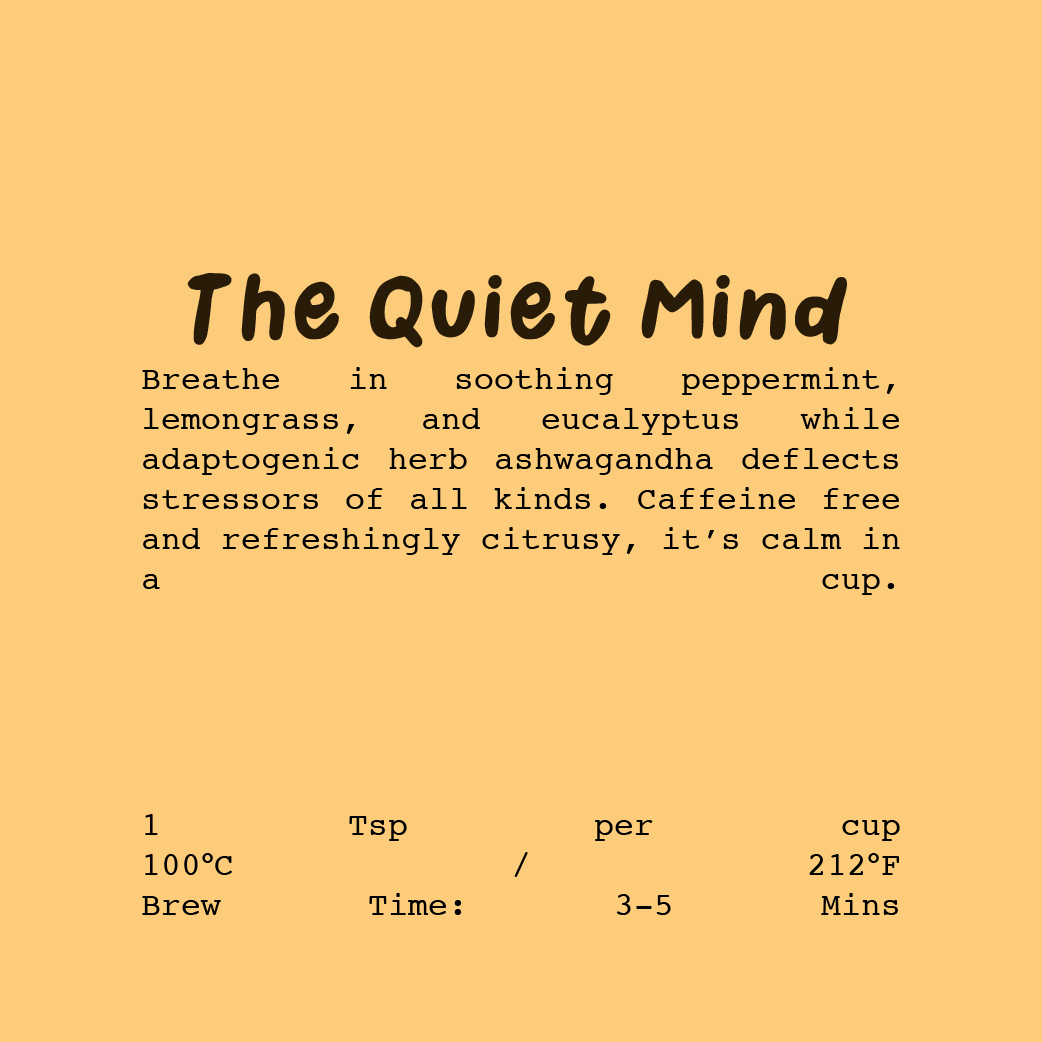 The Quiet Mind
Breathe in soothing peppermint,
lemongrass, and eucalyptus while
adaptogenic herb ashwagandha deflects
stressors of all kinds. Caffeine free
and refreshingly citrusy, it’s calm in
a cup.
1 Tsp per cup
100°C / 212°F
Brew Time: 3-5 Mins